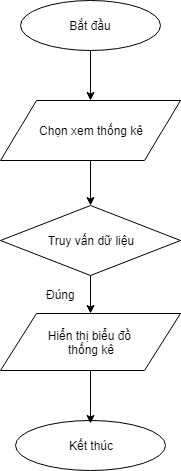 Bắt đầu
Chọn xem thống kê
Truy vấn dữ liệu
Đúng
Hiển thị biểu đồ
thống kê
Kết thúc